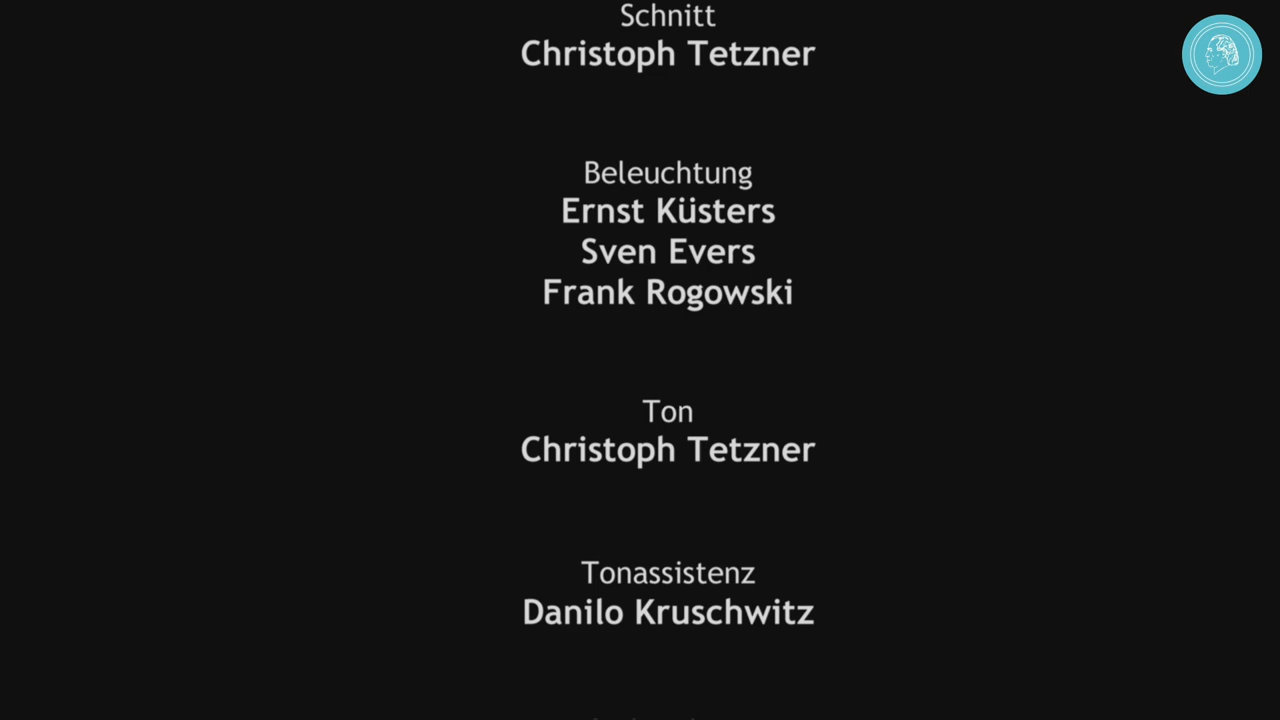 Schnitt
Christoph Tetzner
Beleuchtung
Ernst Küsters
Sven Evers
Frank Rogowski
Ton
Christoph Tetzner
Tonassistenz
Danilo Kruschwitz